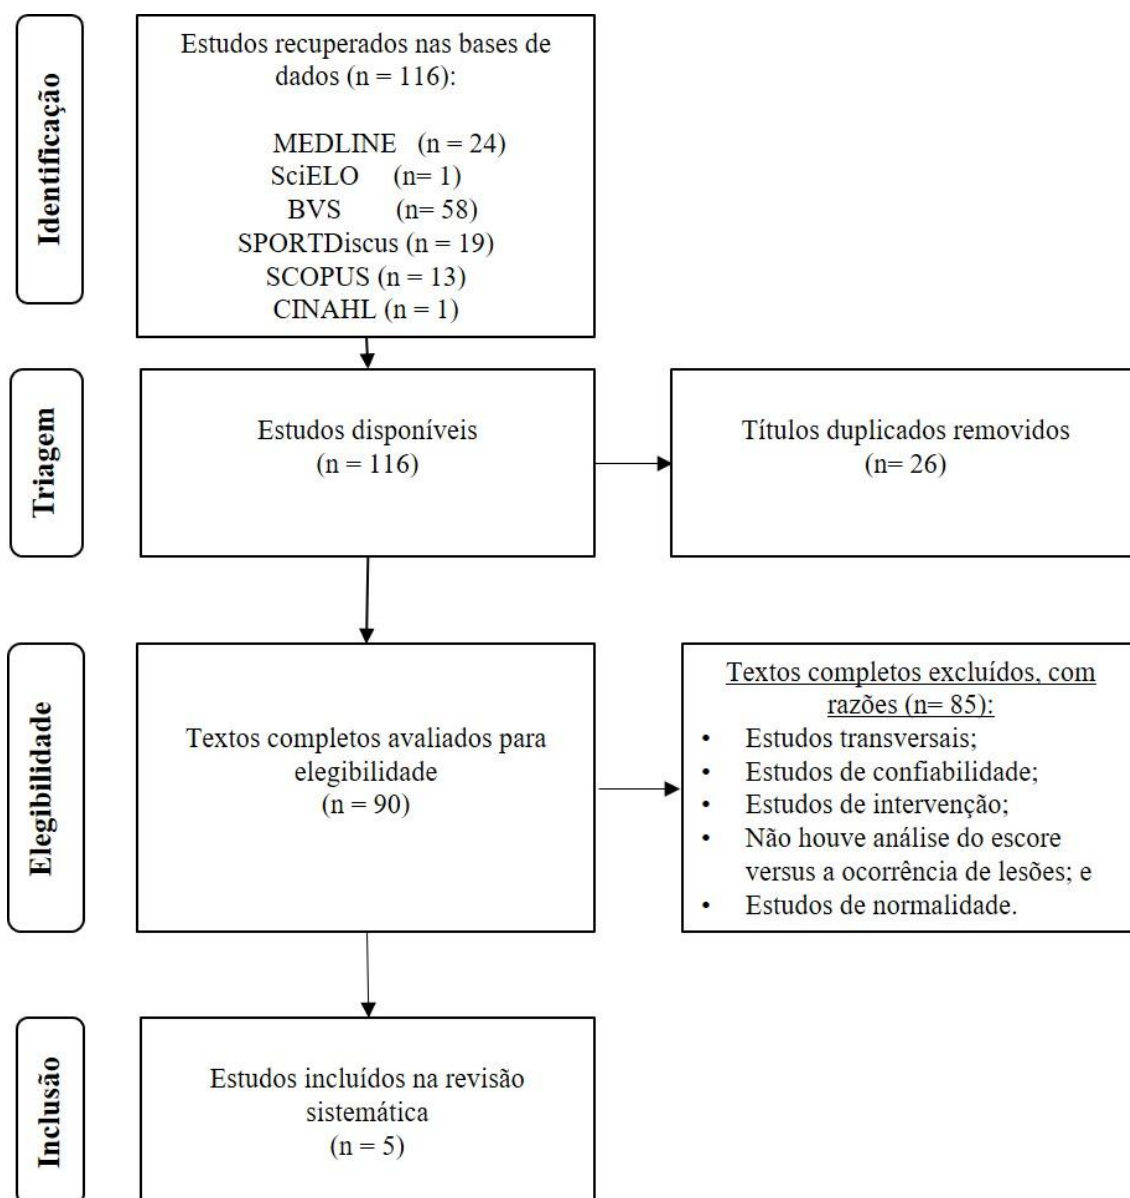 Identificação
Estudos recuperados nas bases de
dados (n = 116):
MEDLINE (n = 24)
SciELO (n= 1)
BVS (n= 58)
SPORTDiscus (n = 19)
SCOPUS (n = 13)
CINAHL (n = 1)
Triagem
Estudos disponíveis
(n = 116)
Títulos duplicados removidos
(n= 26)
Elegibilidade
Textos completos avaliados para
elegibilidade
(n = 90)
Textos completos excluídos, com
razões (n= 85):
• Estudos transversais;
• Estudos de confiabilidade;
• Estudos de intervenção;
• Não houve análise do escore
versus a ocorrência de lesões; e
• Estudos de normalidade.
Inclusão
Estudos incluídos na revisão
sistemática
(n = 5)